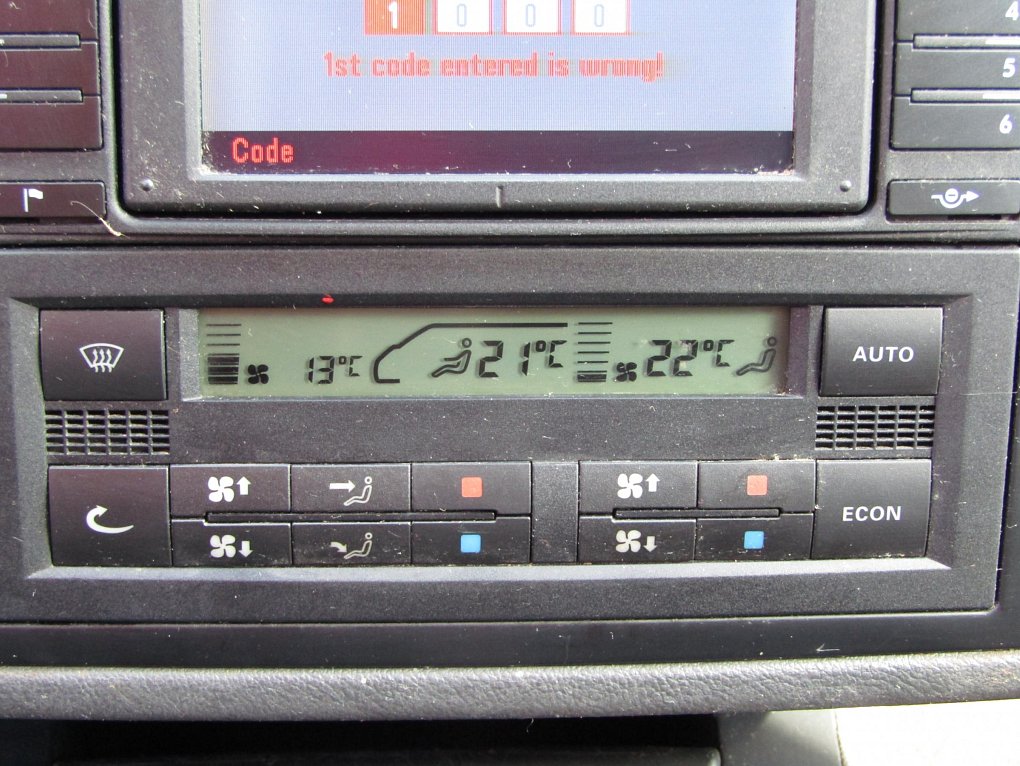 1 0 0 0
4
1st code entered is wrong!
5
6
Code
13°C 21°C 22°C
AUTO
ECON